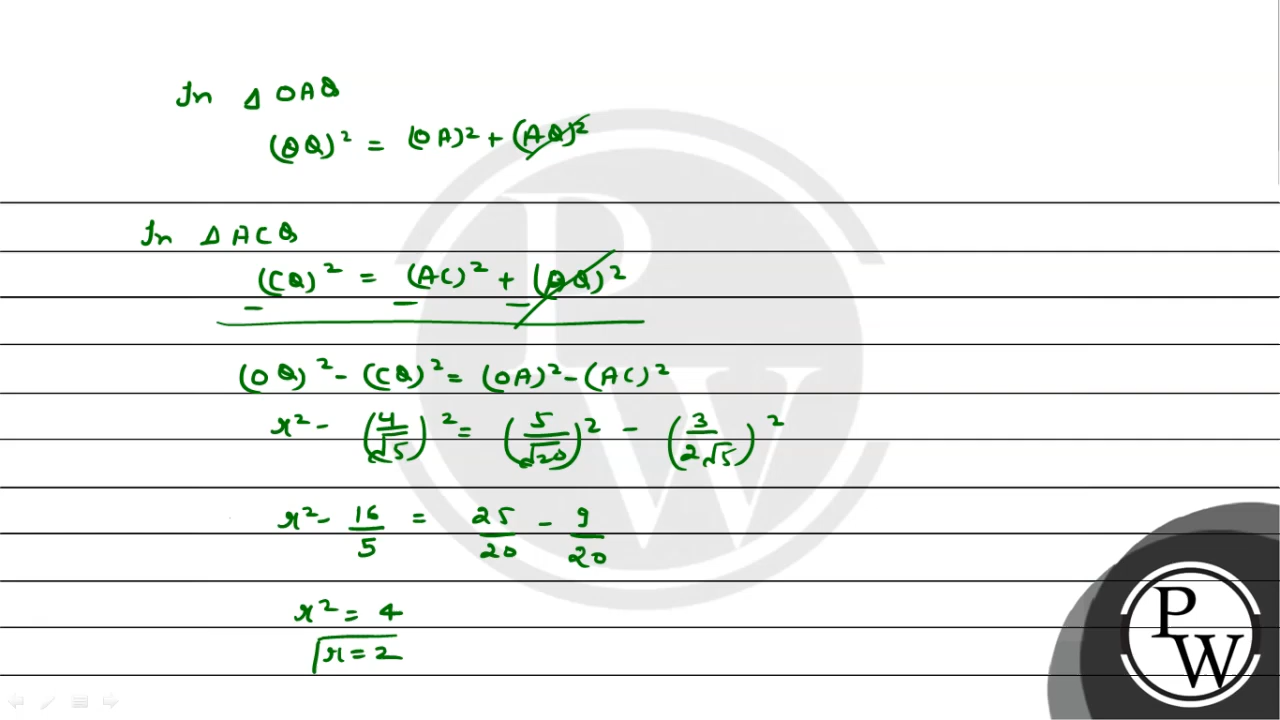 In Δ OAQ
(OQ)² = (OA)² + (AQ)²
In Δ ACQ
(CQ)² = (AC)² + (AQ)²
(OQ)² - (CQ)² = (OA)² - (AC)²
r² - (4/√5)² = (5/√20)² - (3/2√5)²
r² - 16/5 = 25/20 - 9/20
r² = 4
r = 2
P
W
P
W